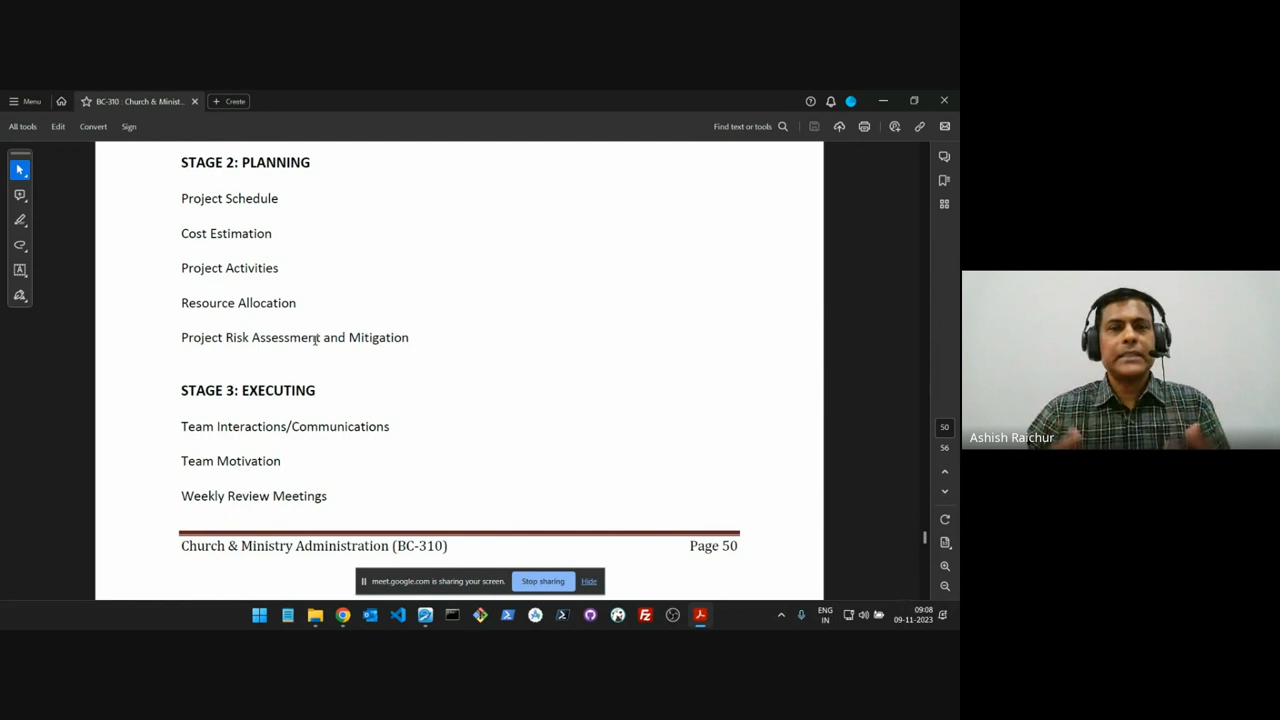 Menu
BC-310 : Church & Minist...
Create
All tools
Edit
Convert
Sign
Find text or tools
STAGE 2: PLANNING
Project Schedule
Cost Estimation
Project Activities
Resource Allocation
Project Risk Assessment and Mitigation
STAGE 3: EXECUTING
Team Interactions/Communications
Team Motivation
Weekly Review Meetings
Church & Ministry Administration (BC-310) Page 50
50
56
Ashish Raichur
meet.google.com is sharing your screen. Stop sharing Hide
ENG
IN
09:08
09-11-2023